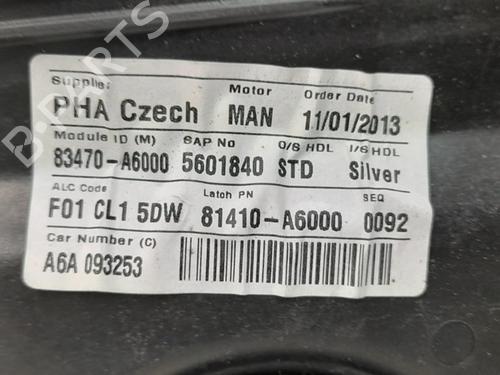 Supplier Motor Order Date
PHA Czech MAN 11/01/2013
Module ID (M) SAP No O/S HDL I/S HDL
83470-A6000 5601840 STD Silver
ALC Code Latch PN SEQ
F01 CL1 5DW 81410-A6000 0092
Car Number (C)
A6A 093253
B-PARTS